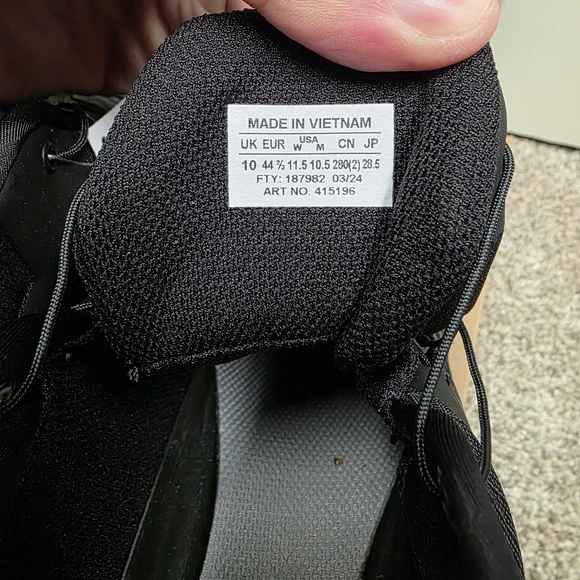 MADE IN VIETNAM
UK EUR USA W M CN JP
10 44 ⅔ 11.5 10.5 280(2) 28.5
FTY: 187982 03/24
ART NO. 415196